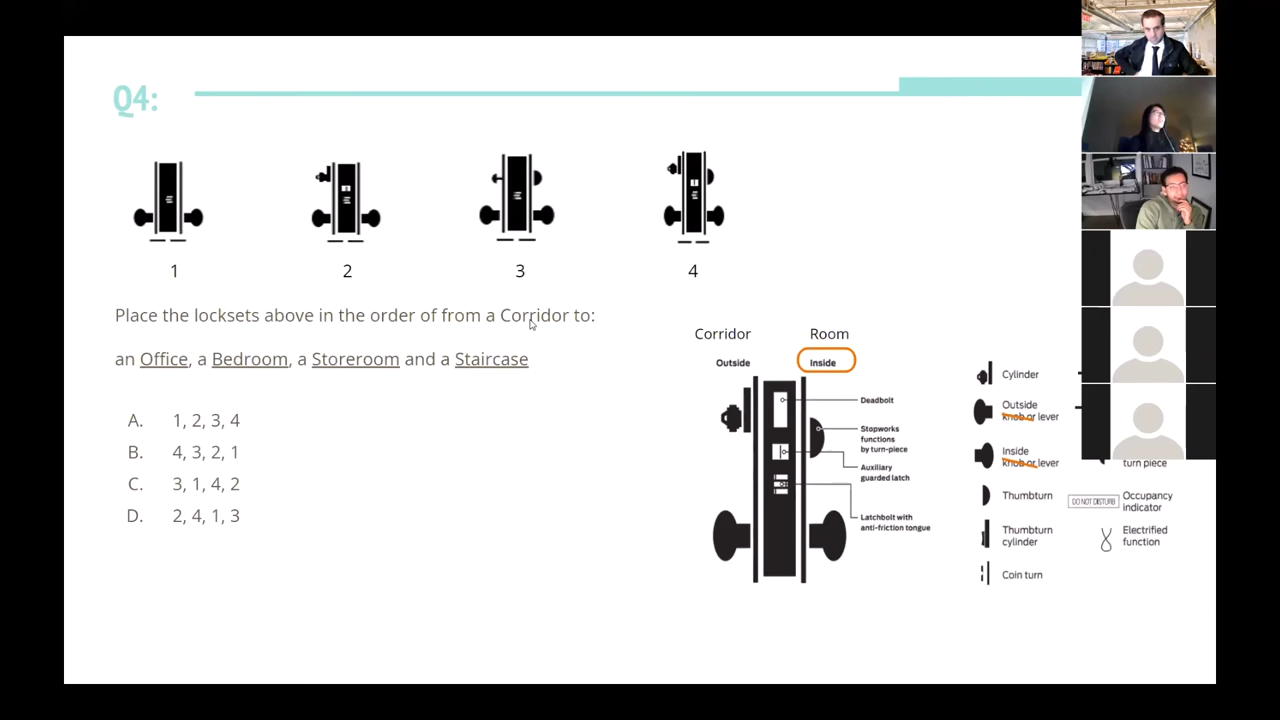 Q4:
1
2
3
4
Place the locksets above in the order of from a Corridor to:
an Office, a Bedroom, a Storeroom and a Staircase
A. 1, 2, 3, 4
B. 4, 3, 2, 1
C. 3, 1, 4, 2
D. 2, 4, 1, 3
Corridor
Room
Outside
Inside
Deadbolt
Stopworks
functions
by turn-piece
Auxiliary
guarded latch
Latchbolt with
anti-friction tongue
Cylinder
Outside
knob or lever
Inside
knob or lever
Thumbturn
Thumbturn
cylinder
Coin turn
turn piece
DO NOT DISTURB
Occupancy
indicator
Electrified
function